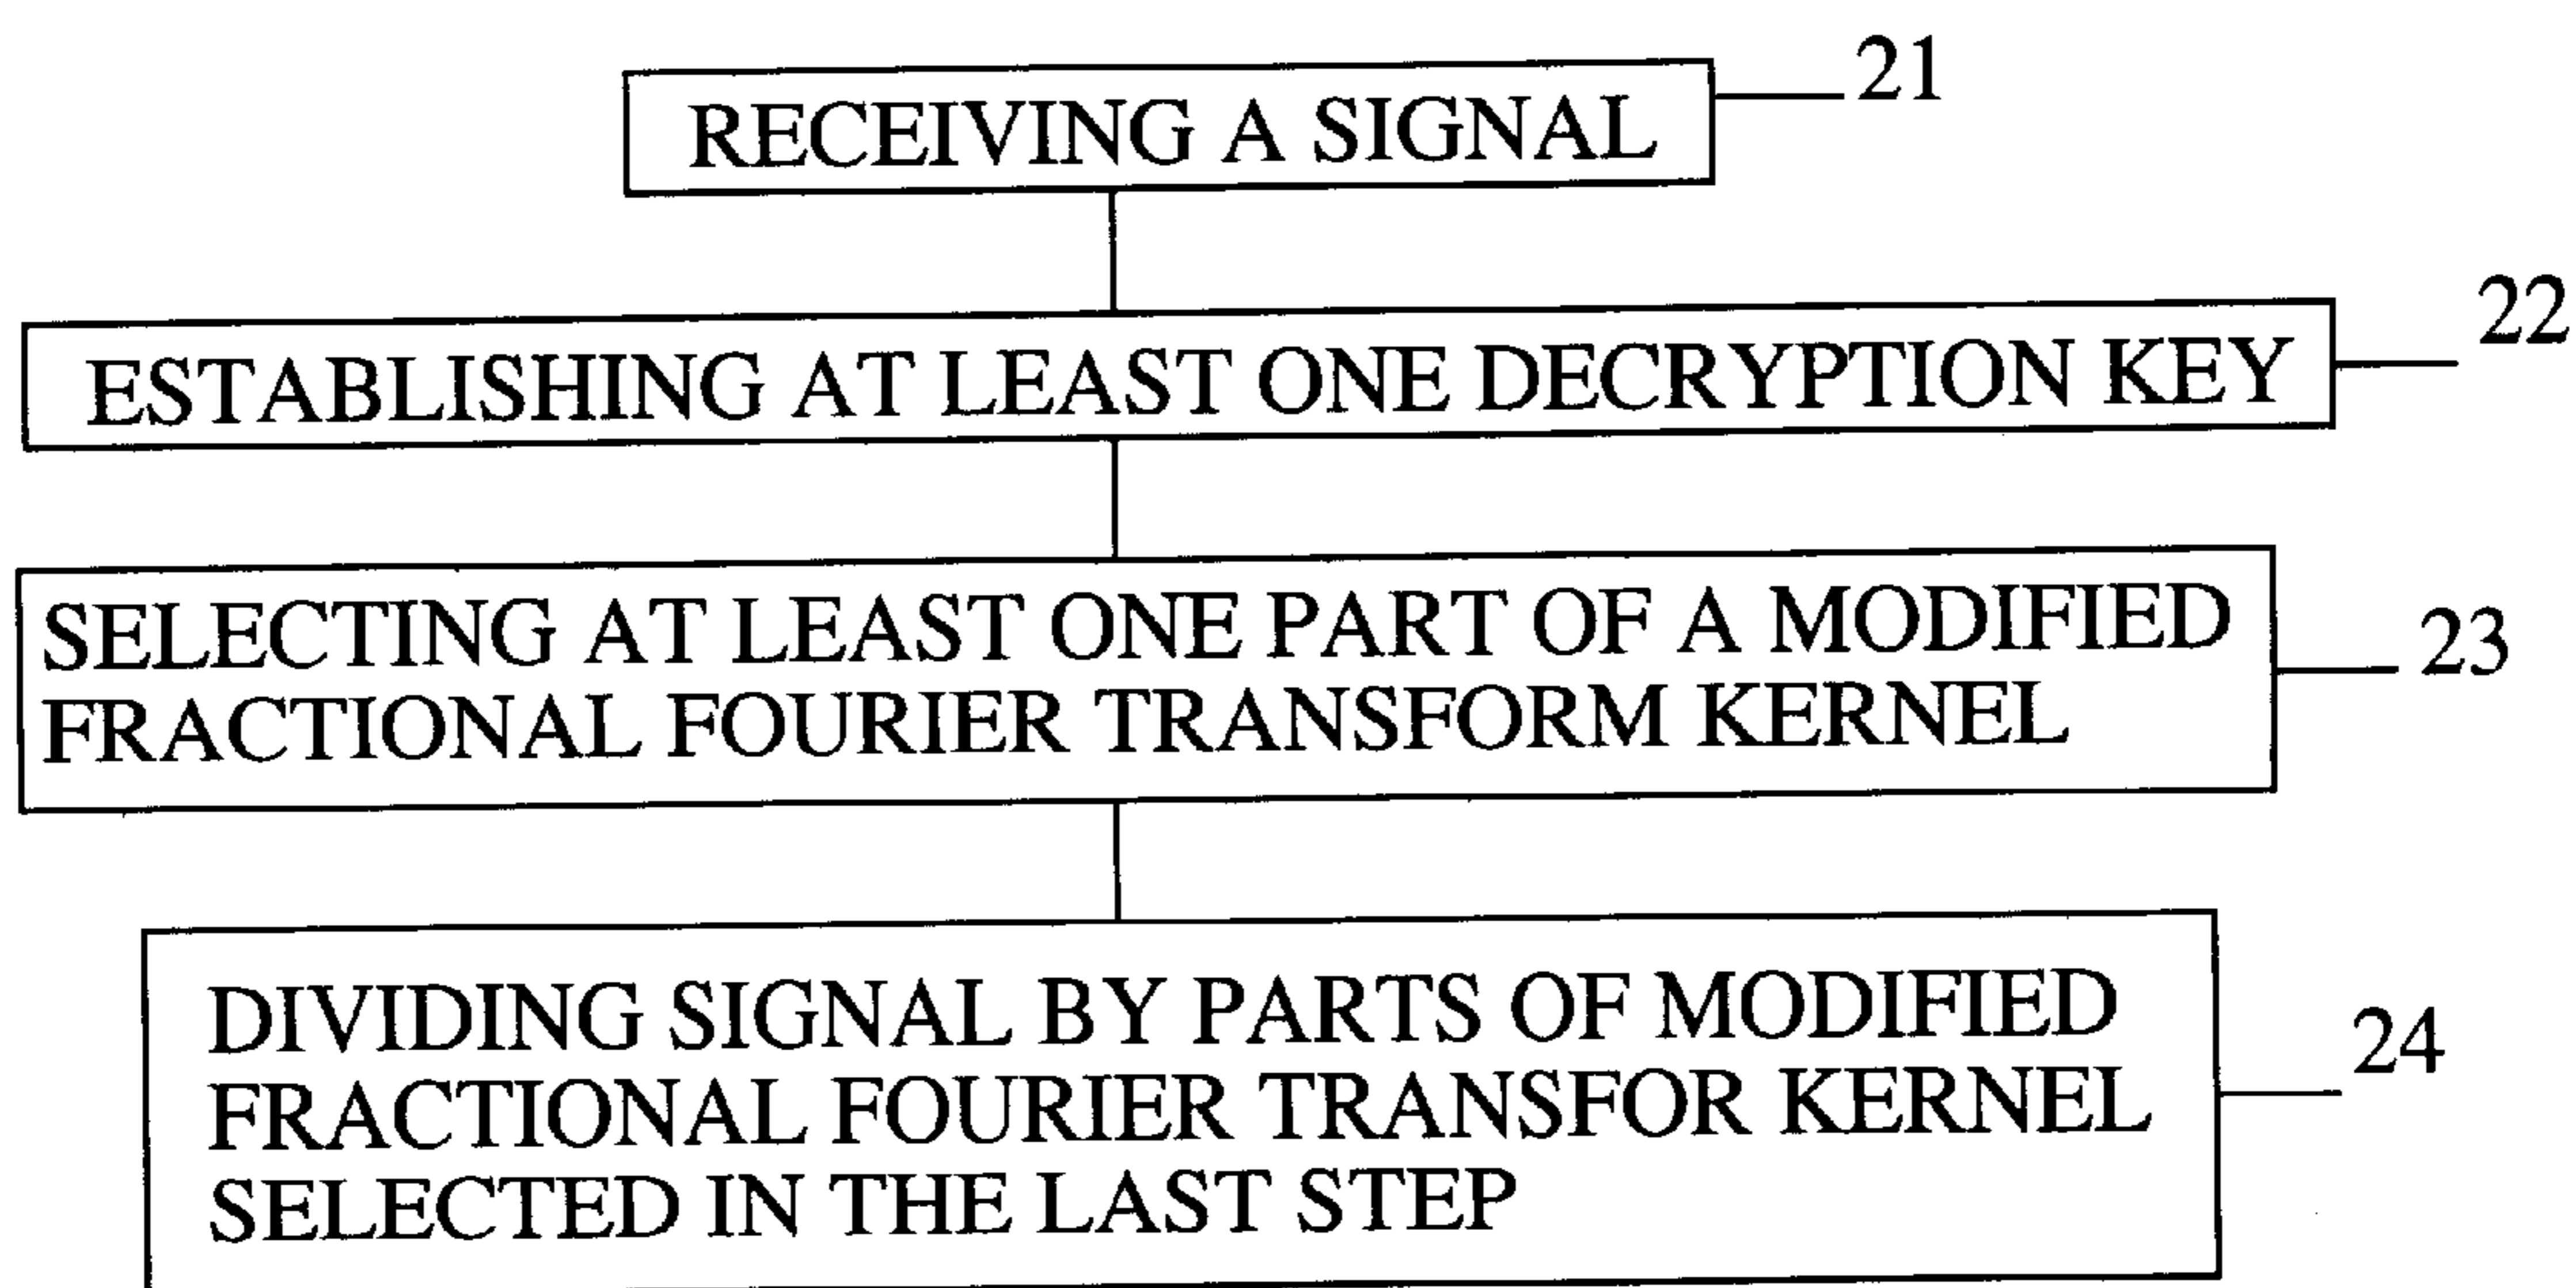 RECEIVING A SIGNAL
21
ESTABLISHING AT LEAST ONE DECRYPTION KEY
22
SELECTING AT LEAST ONE PART OF A MODIFIED
FRACTIONAL FOURIER TRANSFORM KERNEL
23
DIVIDING SIGNAL BY PARTS OF MODIFIED
FRACTIONAL FOURIER TRANSFOR KERNEL
SELECTED IN THE LAST STEP
24